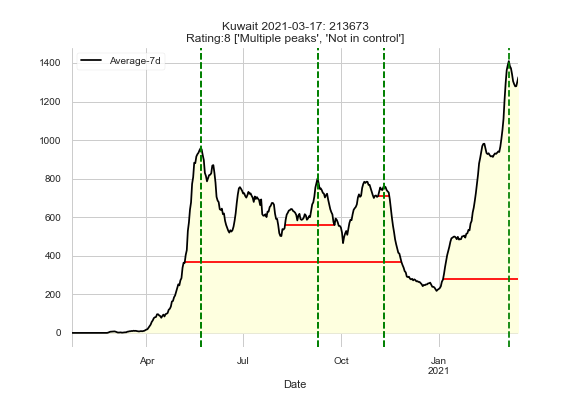 Kuwait 2021-03-17: 213673
Rating:8 ['Multiple peaks', 'Not in control']
Average-7d
1400
1200
1000
800
600
400
200
0
Apr
Jul
Oct
Jan
2021
Date